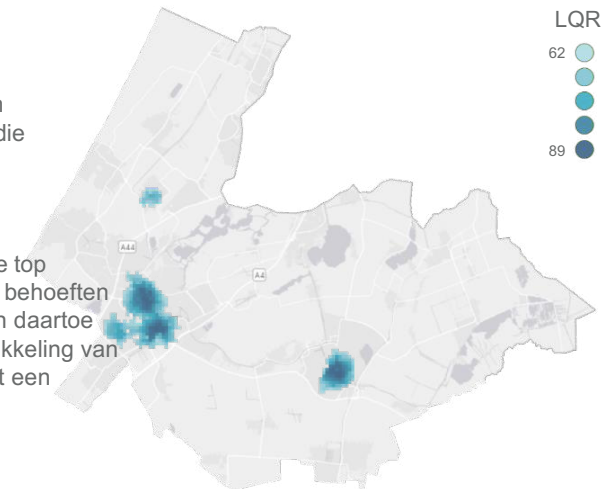 LQR
62
89
n
die
e top
behoeften
n daartoe
kkeling van
t een
A44
A4